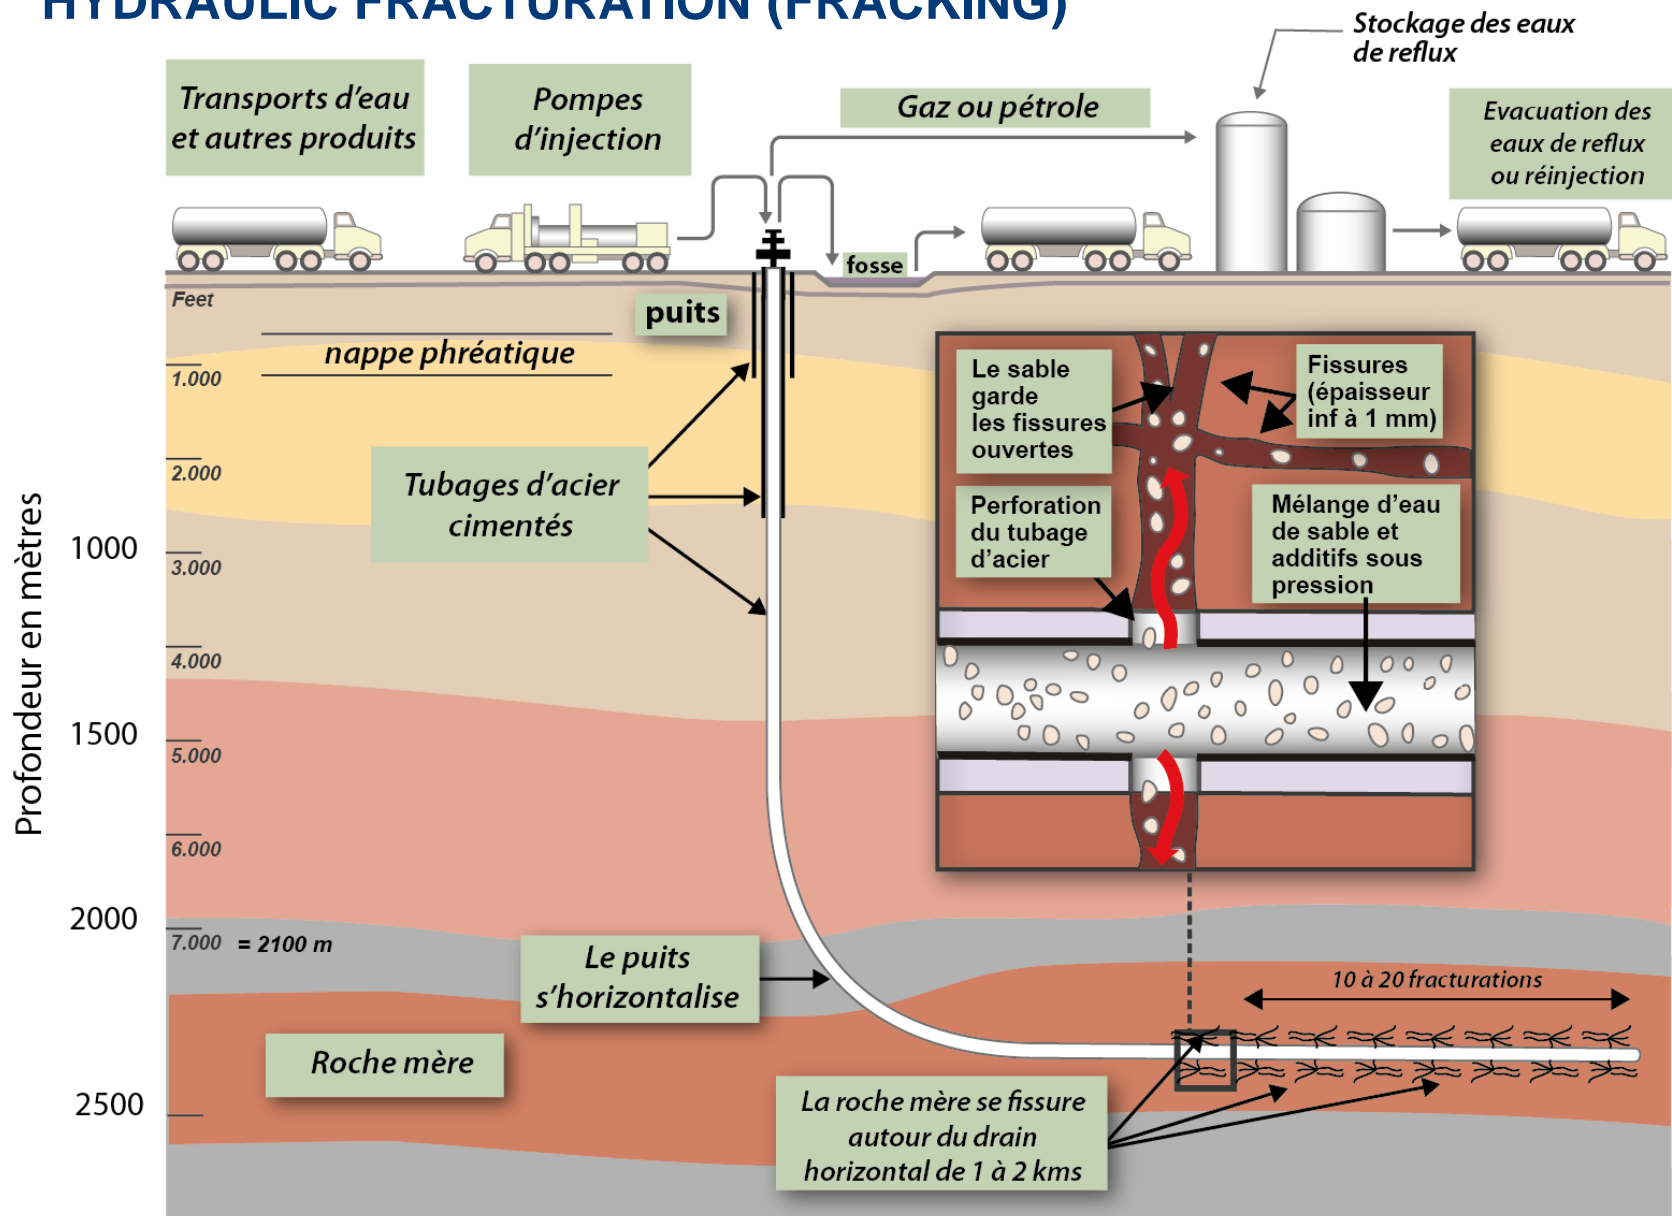 HYDRAULIC FRACTURATION (FRACKING)
Stockage des eaux
de reflux
Transports d'eau
et autres produits
Pompes
d'injection
Gaz ou pétrole
Evacuation des
eaux de reflux
ou réinjection
fosse
Feet
puits
nappe phréatique
1.000
2.000
3.000
4.000
5.000
6.000
7.000 = 2100 m
Profondeur en mètres
1000
1500
2000
2500
Tubages d'acier
cimentés
Le sable
garde
les fissures
ouvertes
Fissures
(épaisseur
inf à 1 mm)
Perforation
du tubage
d'acier
Mélange d'eau
de sable et
additifs sous
pression
Le puits
s'horizontalise
10 à 20 fracturations
Roche mère
La roche mère se fissure
autour du drain
horizontal de 1 à 2 kms